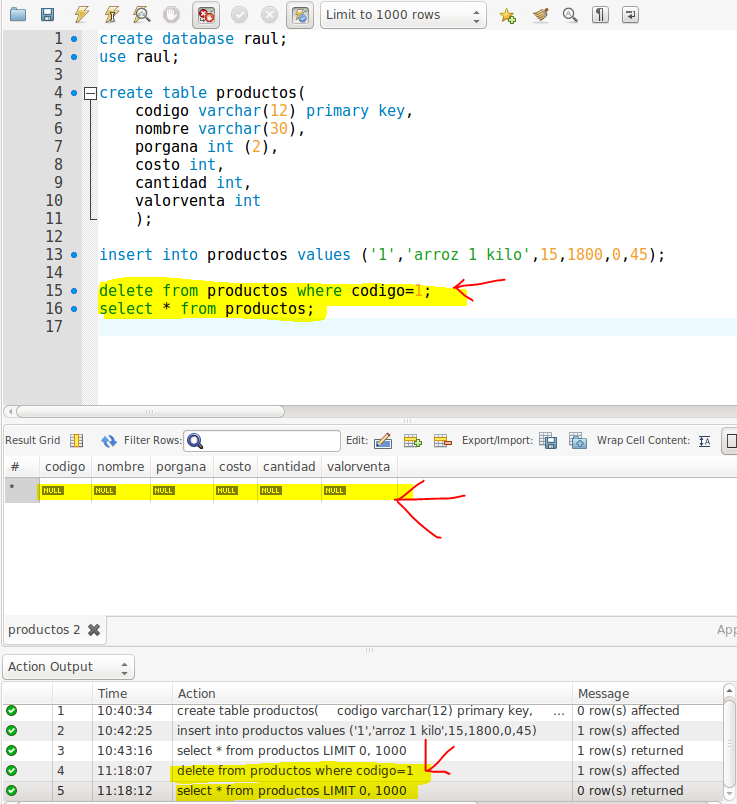 Limit to 1000 rows
1 create database raul;
2 use raul;
3
4 create table productos(
5 codigo varchar(12) primary key,
6 nombre varchar(30),
7 porgana int (2),
8 costo int,
9 cantidad int,
10 valorventa int
11 );
12
13 insert into productos values ('1','arroz 1 kilo',15,1800,0,45);
14
15 delete from productos where codigo=1;
16 select * from productos;
17
Result Grid Filter Rows: Edit: Export/Import: Wrap Cell Content: IA
# codigo nombre porgana costo cantidad valorventa
* NULL NULL NULL NULL NULL NULL
productos 2 App
Action Output
Time Action Message
1 10:40:34 create table productos( codigo varchar(12) primary key, ... 0 row(s) affected
2 10:42:25 insert into productos values ('1','arroz 1 kilo',15,1800,0,45) 1 row(s) affected
3 10:43:16 select * from productos LIMIT 0, 1000 1 row(s) returned
4 11:18:07 delete from productos where codigo=1 1 row(s) affected
5 11:18:12 select * from productos LIMIT 0, 1000 0 row(s) returned